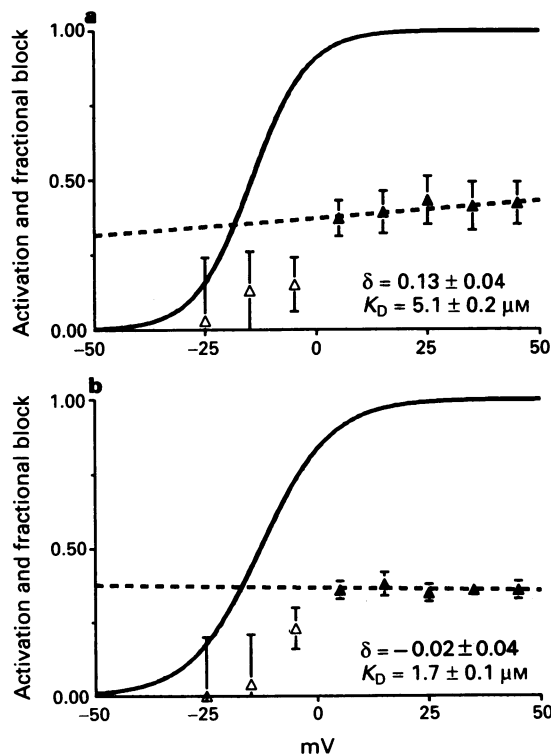 a
1.00
Activation and fractional block
0.50
0.00
δ = 0.13 ± 0.04
KD = 5.1 ± 0.2 μM
−50
−25
0
25
50
b
1.00
Activation and fractional block
0.50
0.00
δ = −0.02 ± 0.04
KD = 1.7 ± 0.1 μM
−50
−25
0
25
50
mV